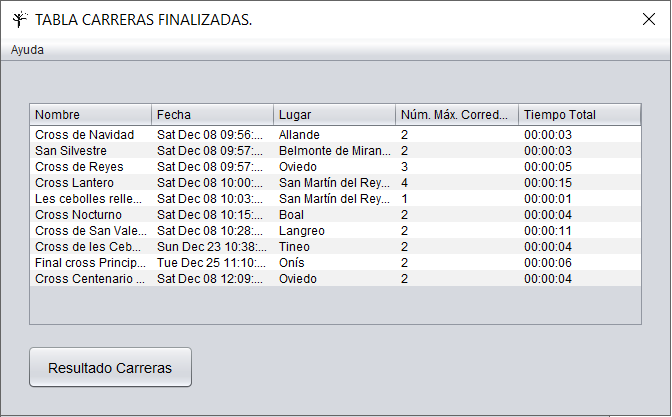 TABLA CARRERAS FINALIZADAS.
Ayuda
Nombre Fecha Lugar Núm. Máx. Corred... Tiempo Total
Cross de Navidad Sat Dec 08 09:56:... Allande 2 00:00:03
San Silvestre Sat Dec 08 09:57:... Belmonte de Miran... 2 00:00:03
Cross de Reyes Sat Dec 08 09:57:... Oviedo 3 00:00:05
Cross Lantero Sat Dec 08 10:00:... San Martín del Rey... 4 00:00:15
Les cebolles relle... Sat Dec 08 10:03:... San Martín del Rey... 1 00:00:01
Cross Nocturno Sat Dec 08 10:15:... Boal 2 00:00:04
Cross de San Vale... Sat Dec 08 10:28:... Langreo 2 00:00:11
Cross de les Ceb... Sun Dec 23 10:38:... Tineo 2 00:00:04
Final cross Princip... Tue Dec 25 11:10:... Onís 2 00:00:06
Cross Centenario ... Sat Dec 08 12:09:... Oviedo 2 00:00:04
Resultado Carreras